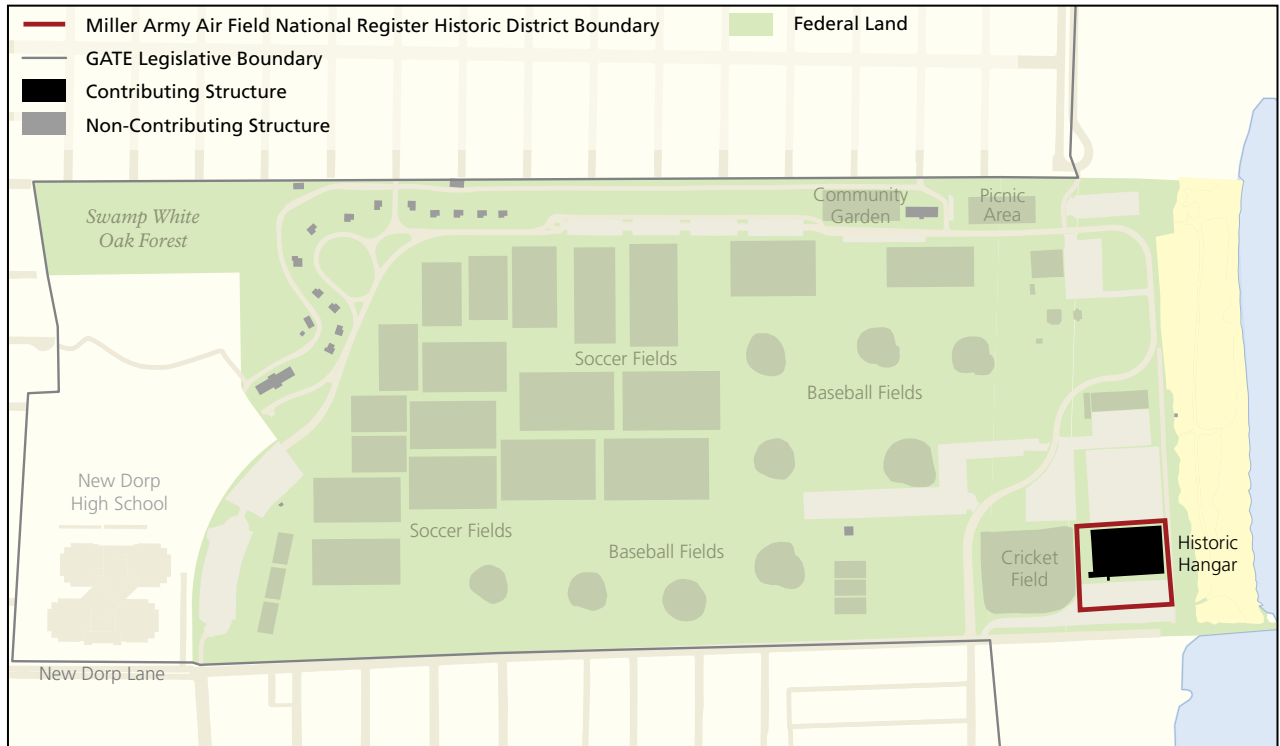 Miller Army Air Field National Register Historic District Boundary
Federal Land
GATE Legislative Boundary
Contributing Structure
Non-Contributing Structure
Swamp White
Oak Forest
Community
Garden
Picnic
Area
Soccer Fields
Baseball Fields
New Dorp
High School
Soccer Fields
Baseball Fields
Cricket
Field
Historic
Hangar
New Dorp Lane